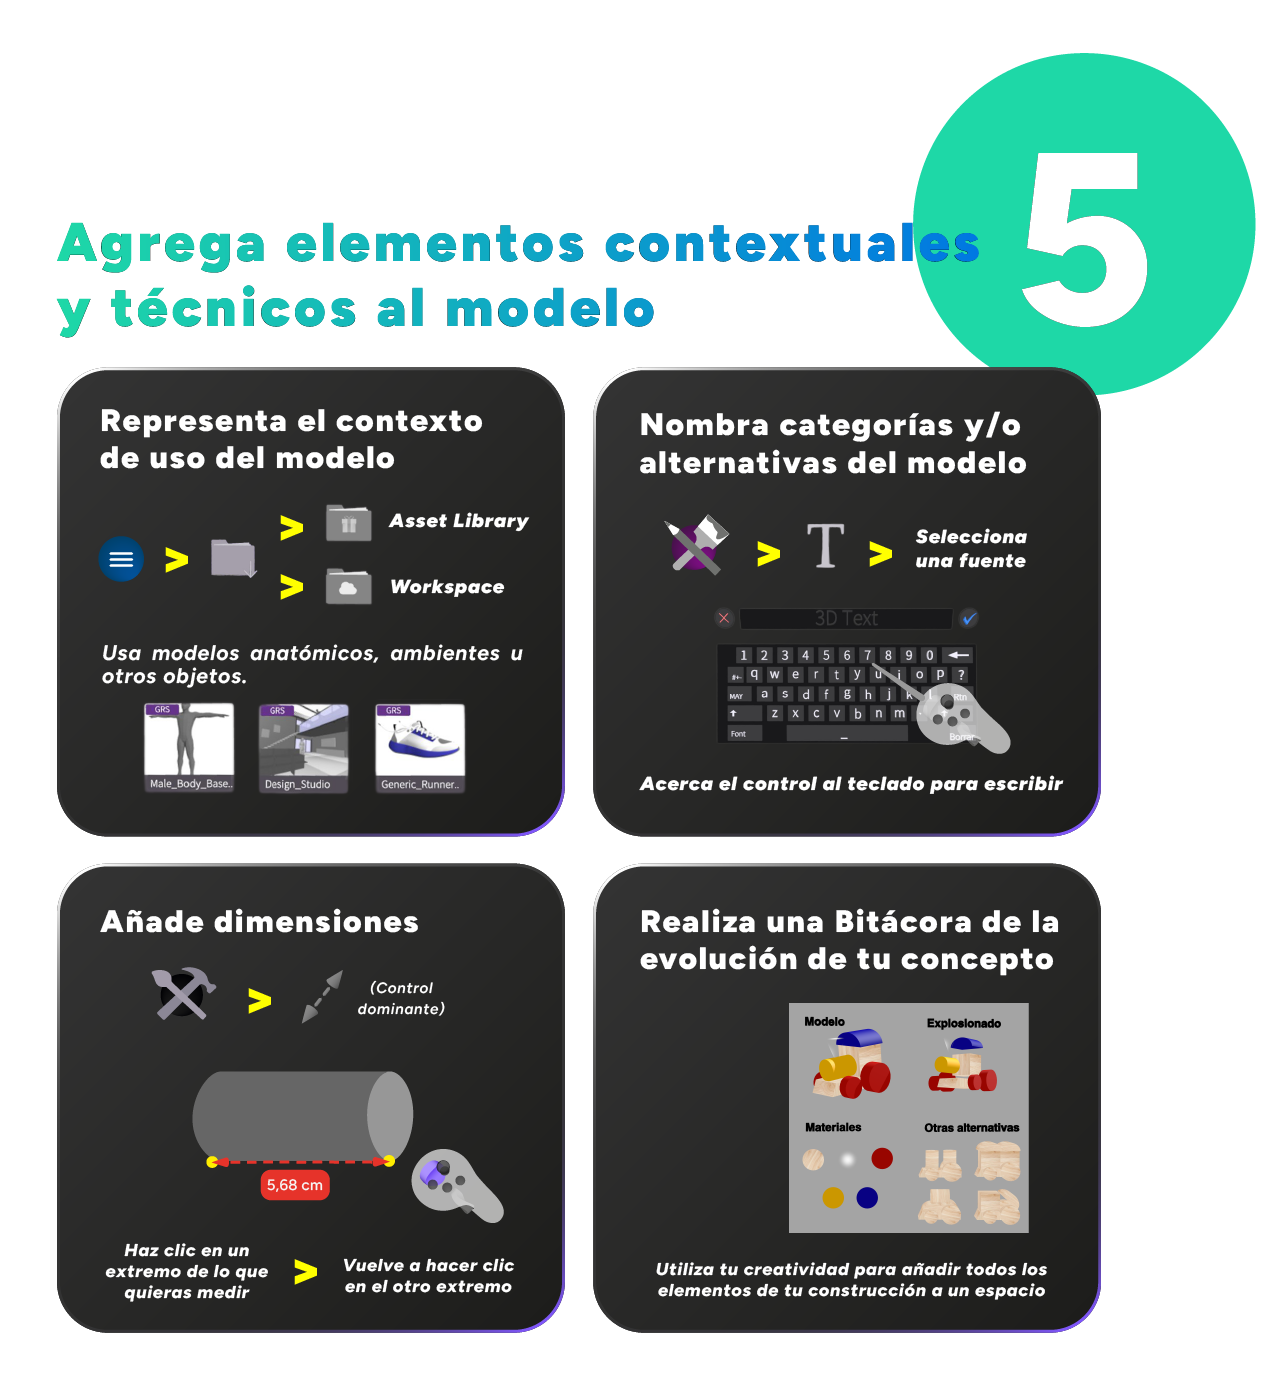 5
Agrega elementos contextuales
y técnicos al modelo
Representa el contexto
de uso del modelo
>
>
>
Asset Library
Workspace
Usa modelos anatómicos, ambientes u
otros objetos.
GRS
Male_Body_Base..
GRS
Design_Studio
GRS
Generic_Runner..
Nombra categorías y/o
alternativas del modelo
>
T
>
Selecciona
una fuente
3D Text
1 2 3 4 5 6 7 8 9 0
q w e r t y u i o p ?
MAY a s d f g h j k l Rtn
z x c v b n m
Font _ Borrar
Acerca el control al teclado para escribir
Añade dimensiones
>
(Control
dominante)
5,68 cm
Haz clic en un
extremo de lo que
quieras medir
>
Vuelve a hacer clic
en el otro extremo
Realiza una Bitácora de la
evolución de tu concepto
Modelo
Explosionado
Materiales
Otras alternativas
Utiliza tu creatividad para añadir todos los
elementos de tu construcción a un espacio